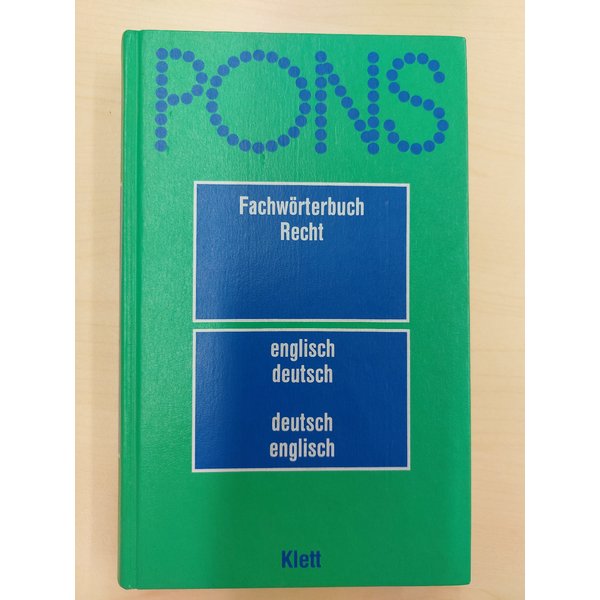 PONS
Fachwörterbuch
Recht
englisch
deutsch
deutsch
englisch
Klett